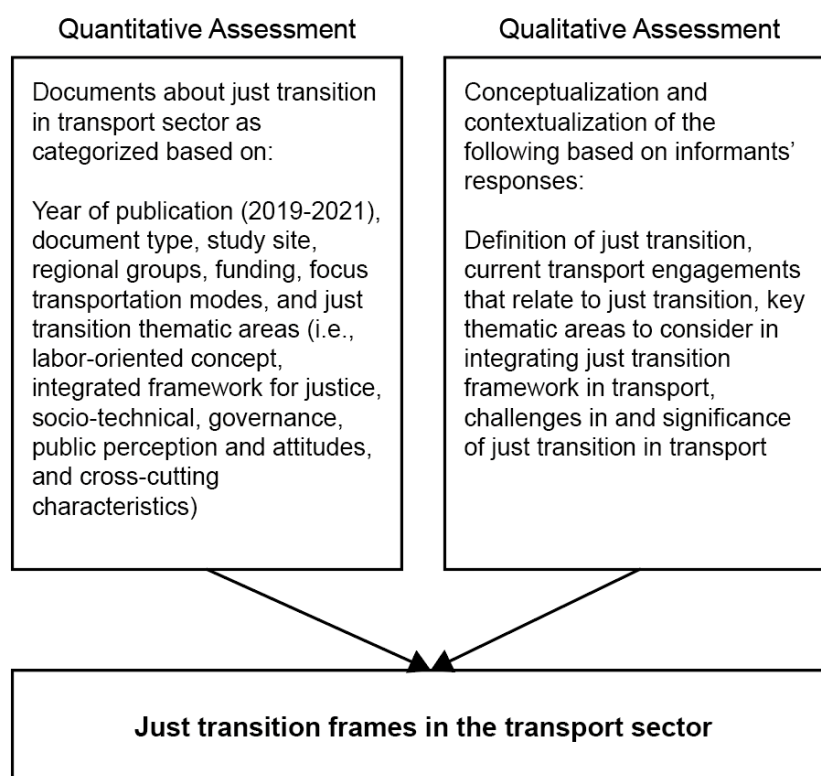 Quantitative Assessment
Documents about just transition
in transport sector as
categorized based on:
Year of publication (2019-2021),
document type, study site,
regional groups, funding, focus
transportation modes, and just
transition thematic areas (i.e.,
labor-oriented concept,
integrated framework for justice,
socio-technical, governance,
public perception and attitudes,
and cross-cutting
characteristics)
Qualitative Assessment
Conceptualization and
contextualization of the
following based on informants’
responses:
Definition of just transition,
current transport engagements
that relate to just transition, key
thematic areas to consider in
integrating just transition
framework in transport,
challenges in and significance
of just transition in transport
Just transition frames in the transport sector